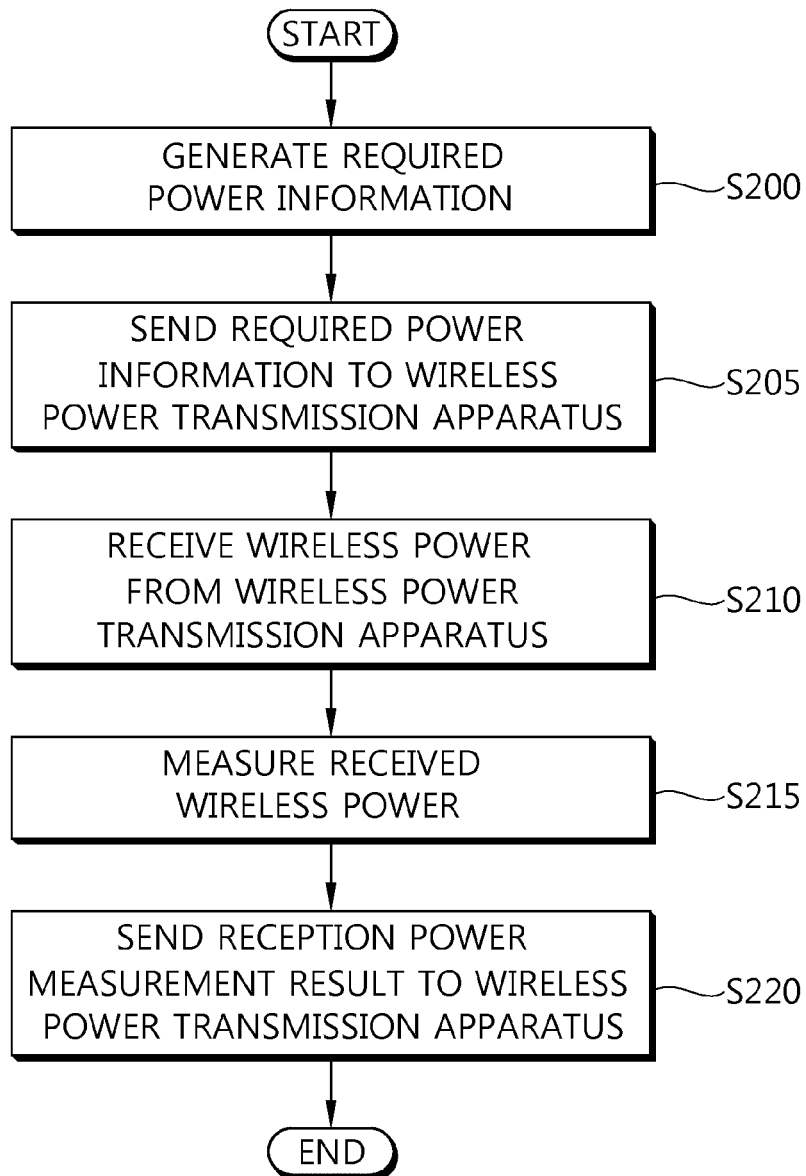 START
GENERATE REQUIRED
POWER INFORMATION
S200
SEND REQUIRED POWER
INFORMATION TO WIRELESS
POWER TRANSMISSION APPARATUS
S205
RECEIVE WIRELESS POWER
FROM WIRELESS POWER
TRANSMISSION APPARATUS
S210
MEASURE RECEIVED
WIRELESS POWER
S215
SEND RECEPTION POWER
MEASUREMENT RESULT TO WIRELESS
POWER TRANSMISSION APPARATUS
S220
END